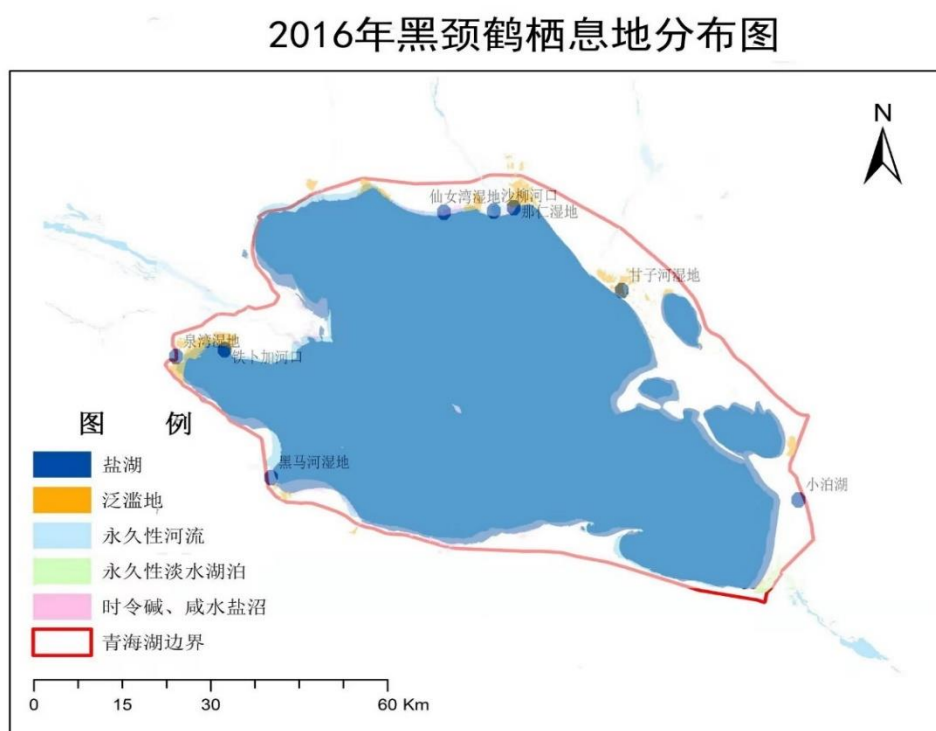 2016年黑颈鹤栖息地分布图
N
仙女湾湿地
沙柳河口
那仁湿地
甘子河湿地
泉湾湿地
铁卜加河口
黑马河湿地
小泊湖
图 例
盐湖
泛滥地
永久性河流
永久性淡水湖泊
时令碱、咸水盐沼
青海湖边界
0 15 30 60 Km